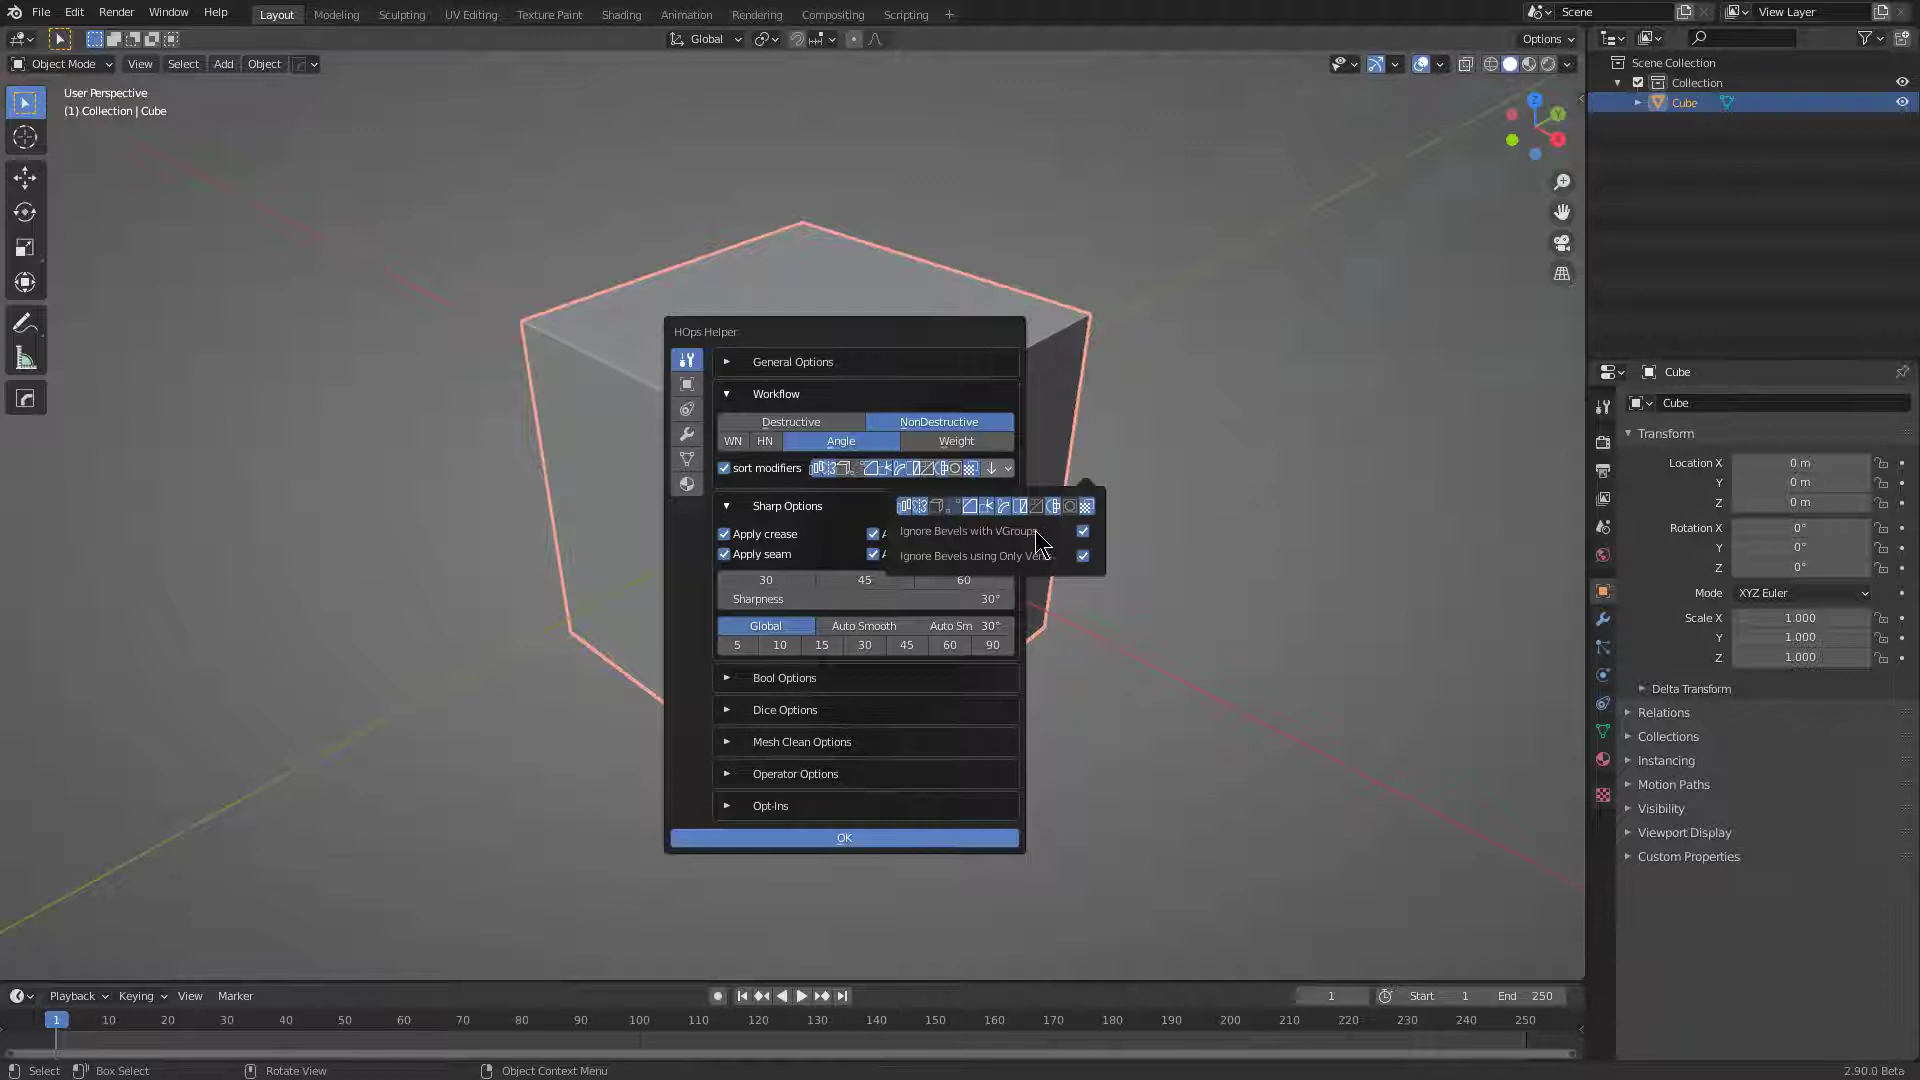 File Edit Render Window Help Layout Modeling Sculpting UV Editing Texture Paint Shading Animation Rendering Compositing Scripting + Scene View Layer
Global Options
Object Mode View Select Add Object
User Perspective
(1) Collection | Cube
Z
Y
X
Scene Collection
Collection
Cube
HOps Helper
General Options
Workflow
Destructive NonDestructive
WN HN Angle Weight
sort modifiers
Sharp Options
Apply crease
Apply seam
Ignore Bevels with VGroups
Ignore Bevels using Only
30 45 60
Sharpness 30°
Global Auto Smooth Auto Sm 30°
5 10 15 30 45 60 90
Bool Options
Dice Options
Mesh Clean Options
Operator Options
Opt-Ins
OK
Cube
Cube
Transform
Location X 0 m
Y 0 m
Z 0 m
Rotation X 0°
Y 0°
Z 0°
Mode XYZ Euler
Scale X 1.000
Y 1.000
Z 1.000
Delta Transform
Relations
Collections
Instancing
Motion Paths
Visibility
Viewport Display
Custom Properties
Playback Keying View Marker 1 Start 1 End 250
1 10 20 30 40 50 60 70 80 90 100 110 120 130 140 150 160 170 180 190 200 210 220 230 240 250
Select Box Select Rotate View Object Context Menu 2.90.0 Beta